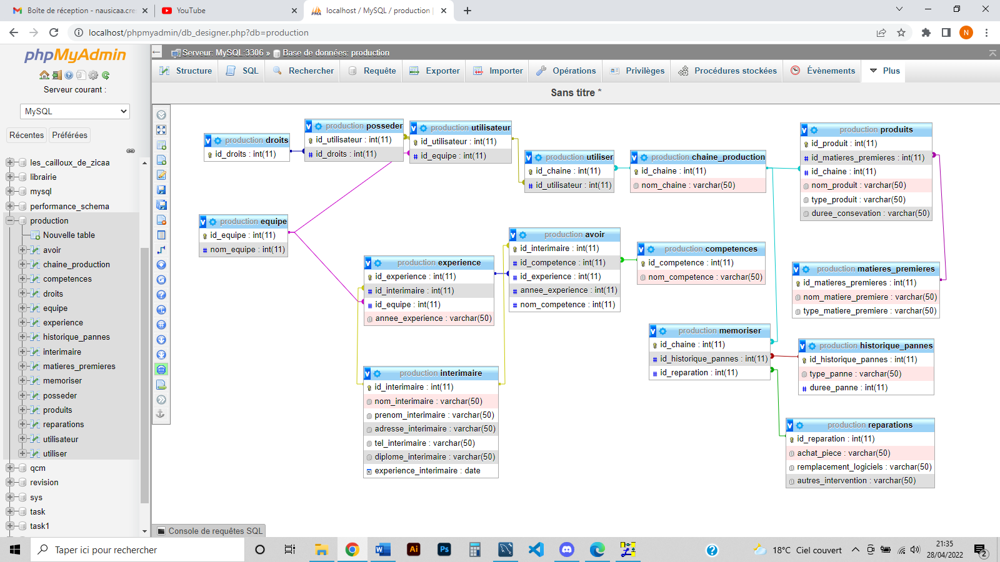 Boîte de réception - nausicaa.cre
YouTube
localhost / MySQL / production |
localhost/phpmyadmin/db_designer.php?db=production
N
phpMyAdmin
Serveur courant :
MySQL
Récentes
Préférées
les_cailloux_de_zicaa
librairie
mysql
performance_schema
production
Nouvelle table
avoir
chaine_production
competences
droits
equipe
experience
historique_pannes
interimaire
matieres_premieres
memoriser
posseder
produits
reparations
utilisateur
utiliser
qcm
revision
sys
task
task1
Serveur: MySQL:3306 » Base de données: production
Structure
SQL
Rechercher
Requête
Exporter
Importer
Opérations
Privilèges
Procédures stockées
Évènements
Plus
Sans titre *
production droits
id_droits : int(11)
production posseder
id_utilisateur : int(11)
# id_droits : int(11)
production utilisateur
id_utilisateur : int(11)
# id_equipe : int(11)
production utiliser
id_chaine : int(11)
# id_utilisateur : int(11)
production chaine_production
id_chaine : int(11)
nom_chaine : varchar(50)
production produits
id_produit : int(11)
# id_matieres_premieres : int(11)
# id_chaine : int(11)
nom_produit : varchar(50)
type_produit : varchar(50)
duree_consevation : varchar(50)
production equipe
id_equipe : int(11)
# nom_equipe : int(11)
production experience
id_experience : int(11)
# id_interimaire : int(11)
# id_equipe : int(11)
annee_experience : varchar(50)
production avoir
id_interimaire : int(11)
# id_competence : int(11)
# id_experience : int(11)
# annee_experience : int(11)
# nom_competence : int(11)
production competences
id_competence : int(11)
nom_competence : varchar(50)
production matieres_premieres
id_matieres_premieres : int(11)
nom_matiere_premiere : varchar(50)
type_matiere_premiere : varchar(50)
production memoriser
id_chaine : int(11)
# id_historique_pannes : int(11)
# id_reparation : int(11)
production historique_pannes
id_historique_pannes : int(11)
type_panne : varchar(50)
# duree_panne : int(11)
production interimaire
id_interimaire : int(11)
nom_interimaire : varchar(50)
prenom_interimaire : varchar(50)
adresse_interimaire : varchar(50)
tel_interimaire : varchar(50)
diplome_interimaire : varchar(50)
experience_interimaire : date
production reparations
id_reparation : int(11)
achat_piece : varchar(50)
remplacement_logiciels : varchar(50)
autres_intervention : varchar(50)
Console de requêtes SQL
Taper ici pour rechercher
Ai
Ps
18°C Ciel couvert
21:35
28/04/2022
2